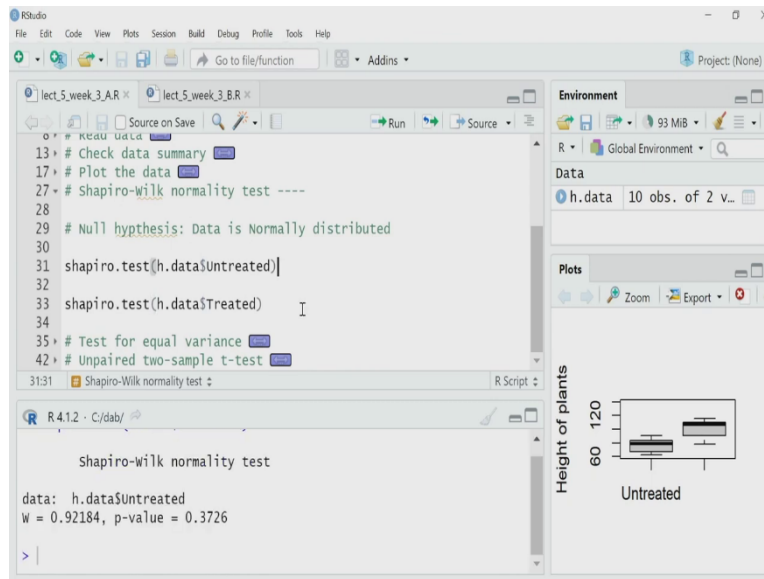 RStudio
File Edit Code View Plots Session Build Debug Profile Tools Help
Go to file/function
Addins
Project: (None)
lect_5_week_3_A.R
lect_5_week_3_B.R
Source on Save
Run
Source
8 # Read data
13 # Check data summary
17 # Plot the data
27 # Shapiro-Wilk normality test ----
28
29 # Null hypthesis: Data is Normally distributed
30
31 shapiro.test(h.data$Untreated)
32
33 shapiro.test(h.data$Treated)
34
35 # Test for equal variance
42 # Unpaired two-sample t-test
31:31 Shapiro-Wilk normality test
R Script
R 4.1.2 · C:/dab/
Shapiro-Wilk normality test
data: h.data$Untreated
W = 0.92184, p-value = 0.3726
>
Environment
93 MiB
R
Global Environment
Data
h.data 10 obs. of 2 v…
Plots
Zoom
Export
Height of plants
60 120
Untreated